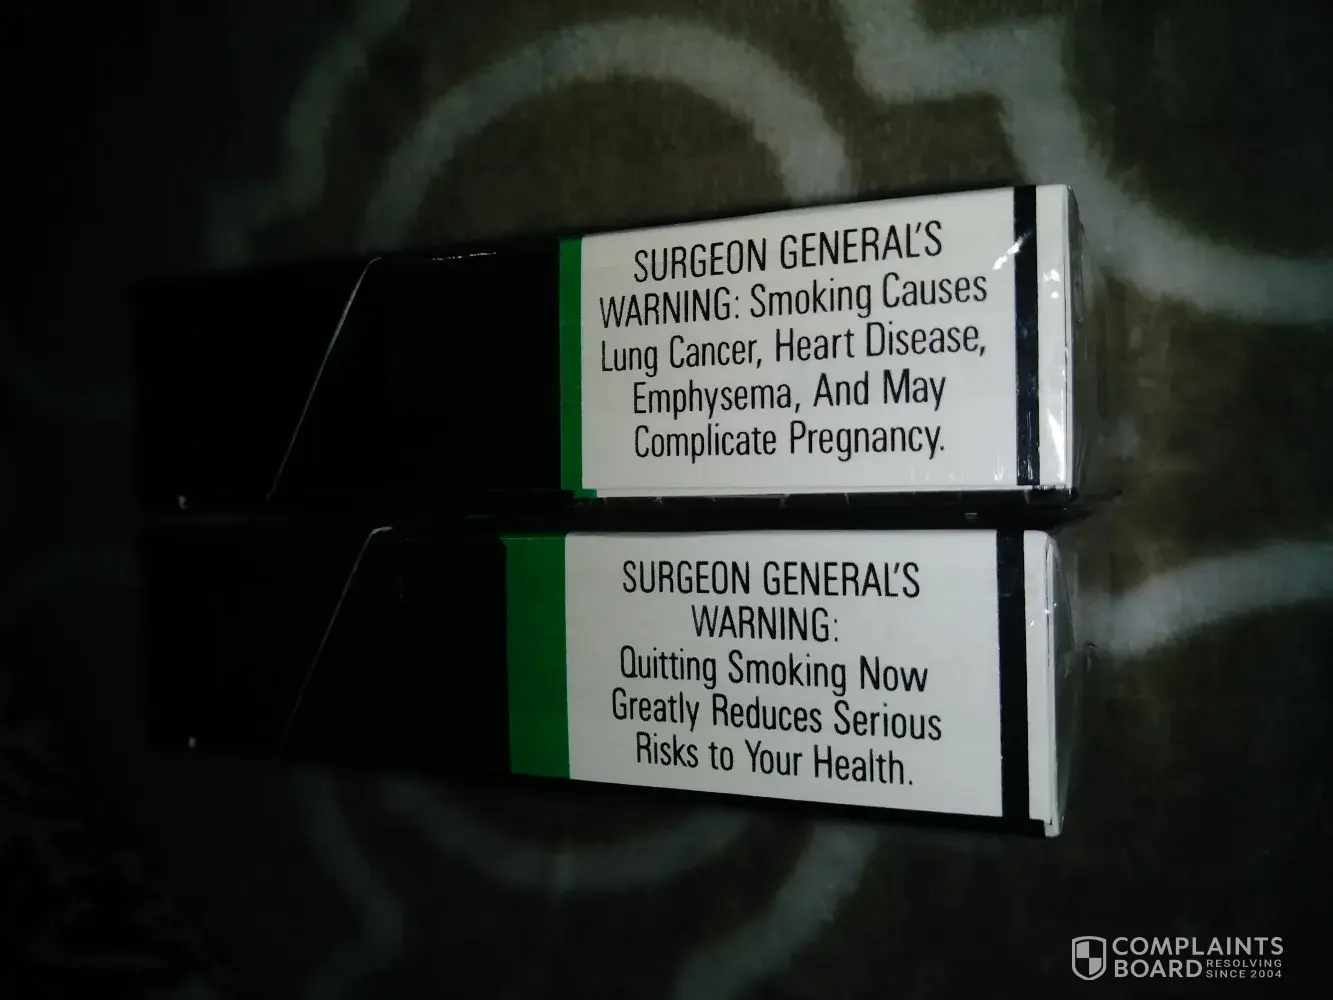 SURGEON GENERAL'S
WARNING: Smoking Causes
Lung Cancer, Heart Disease,
Emphysema, And May
Complicate Pregnancy.
SURGEON GENERAL'S
WARNING:
Quitting Smoking Now
Greatly Reduces Serious
Risks to Your Health.
COMPLAINTS
BOARD RESOLVING
SINCE 2004